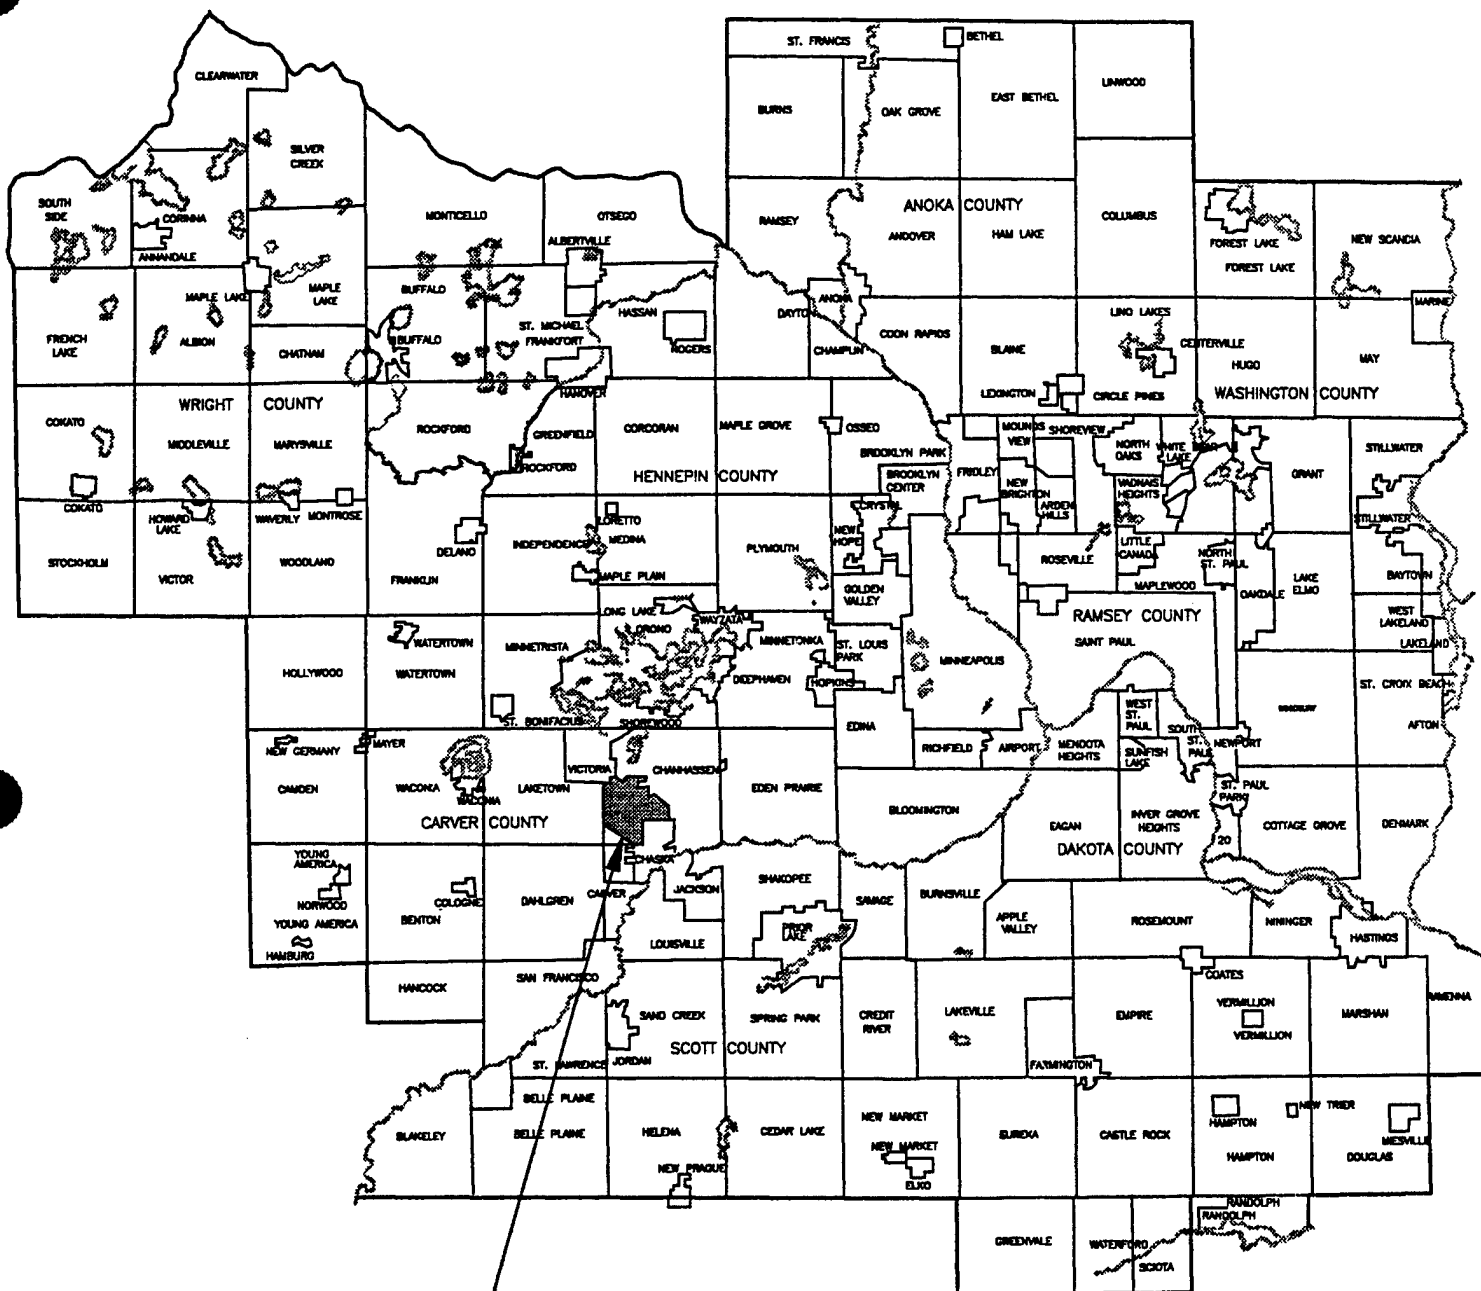 ST. FRANCIS
BETHEL
CLEARWATER
LINWOOD
BURNS
OAK GROVE
EAST BETHEL
SILVER
CREEK
SOUTH
SIDE
CORINNA
ANNANDALE
MONTICELLO
OTSEGO
ALBERTVILLE
RAMSEY
ANOKA COUNTY
ANDOVER
HAM LAKE
COLUMBUS
FOREST LAKE
FOREST LAKE
NEW SCANDIA
MAPLE LAKE
MAPLE
LAKE
BUFFALO
BUFFALO
HASSAN
ROGERS
DAYTON
ANOKA
CHAMPLIN
COON RAPIDS
LINO LAKES
CENTERVILLE
MARINE
FRENCH
LAKE
ALBION
CHATHAM
ST. MICHAEL
FRANKFORT
HANOVER
BLAINE
LEXINGTON
CIRCLE PINES
HUGO
MAY
WASHINGTON COUNTY
WRIGHT COUNTY
COKATO
MIDDLEVILLE
MARYSVILLE
ROCKFORD
GREENFIELD
ROCKFORD
CORCORAN
MAPLE GROVE
OSSEO
BROOKLYN PARK
BROOKLYN
CENTER
HENNEPIN COUNTY
FRIDLEY
MOUNDS
VIEW
SHOREVIEW
NORTH
OAKS
WHITE BEAR
LAKE
GRANT
STILLWATER
NEW
BRIGHTON
ARDEN
HILLS
VADNAIS
HEIGHTS
STILLWATER
COKATO
HOWARD
LAKE
WAVERLY
MONTROSE
DELANO
INDEPENDENCE
LORETTO
MEDINA
PLYMOUTH
CRYSTAL
NEW
HOPE
ROSEVILLE
LITTLE
CANADA
NORTH
ST. PAUL
STOCKHOLM
VICTOR
WOODLAND
FRANKLIN
MAPLE PLAIN
GOLDEN
VALLEY
MAPLEWOOD
OAKDALE
LAKE
ELMO
BAYTOWN
WEST
LAKELAND
LAKELAND
LONG LAKE
ORONO
WAYZATA
MINNETONKA
ST. LOUIS
PARK
RAMSEY COUNTY
SAINT PAUL
HOLLYWOOD
WATERTOWN
WATERTOWN
MINNETRISTA
DEEPHAVEN
HOPKINS
MINNEAPOLIS
ST. CROIX BEACH
WOODBURY
AFTON
ST. BONIFACIUS
SHOREWOOD
EDINA
RICHFIELD
AIRPORT
MENDOTA
HEIGHTS
WEST
ST.
PAUL
SOUTH
ST.
PAUL
SUNFISH
LAKE
NEWPORT
NEW GERMANY
MAYER
CAMDEN
WACONIA
WACONIA
LAKETOWN
VICTORIA
CHANHASSEN
EDEN PRAIRIE
BLOOMINGTON
ST. PAUL
PARK
CARVER COUNTY
EAGAN
INVER GROVE
HEIGHTS
COTTAGE GROVE
DENMARK
DAKOTA COUNTY
20
YOUNG
AMERICA
NORWOOD
YOUNG AMERICA
HAMBURG
COLOGNE
BENTON
DAHLGREN
CARVER
CHASKA
JACKSON
SHAKOPEE
SAVAGE
BURNSVILLE
APPLE
VALLEY
ROSEMOUNT
NININGER
HASTINGS
LOUISVILLE
PRIOR
LAKE
HANCOCK
SAN FRANCISCO
SAND CREEK
SPRING PARK
CREDIT
RIVER
LAKEVILLE
EMPIRE
COATES
VERMILLION
VERMILLION
MARSHAN
RAVENNA
SCOTT COUNTY
ST. LAWRENCE
JORDAN
FARMINGTON
BELLE PLAINE
BELLE PLAINE
BLAKELEY
HELENA
CEDAR LAKE
NEW MARKET
NEW MARKET
ELKO
NEW PRAGUE
EUREKA
CASTLE ROCK
HAMPTON
HAMPTON
NEW TRIER
MIESVILLE
DOUGLAS
RANDOLPH
RANDOLPH
GREENVALE
WATERFORD
SCIOTA